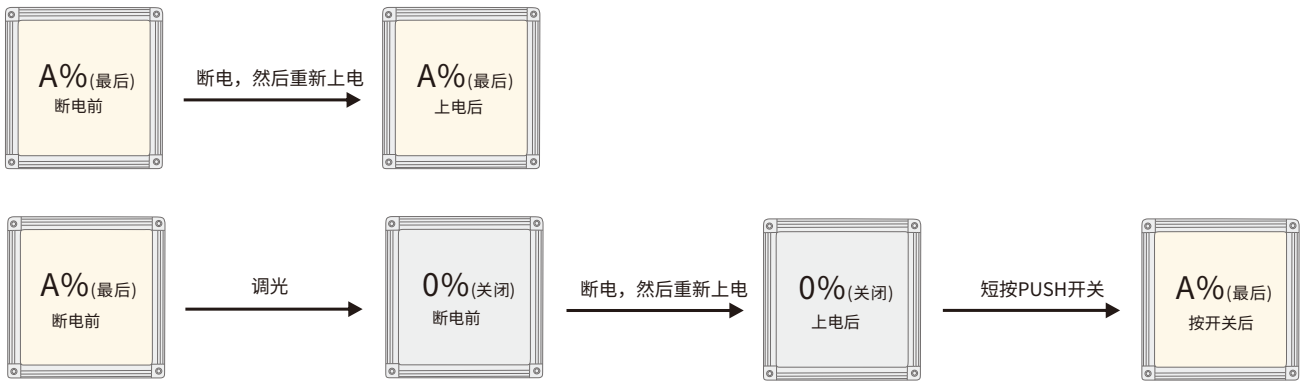 A%(最后)
断电前
断电，然后重新上电
A%(最后)
上电后
A%(最后)
断电前
调光
0%(关闭)
断电前
断电，然后重新上电
0%(关闭)
上电后
短按PUSH开关
A%(最后)
按开关后